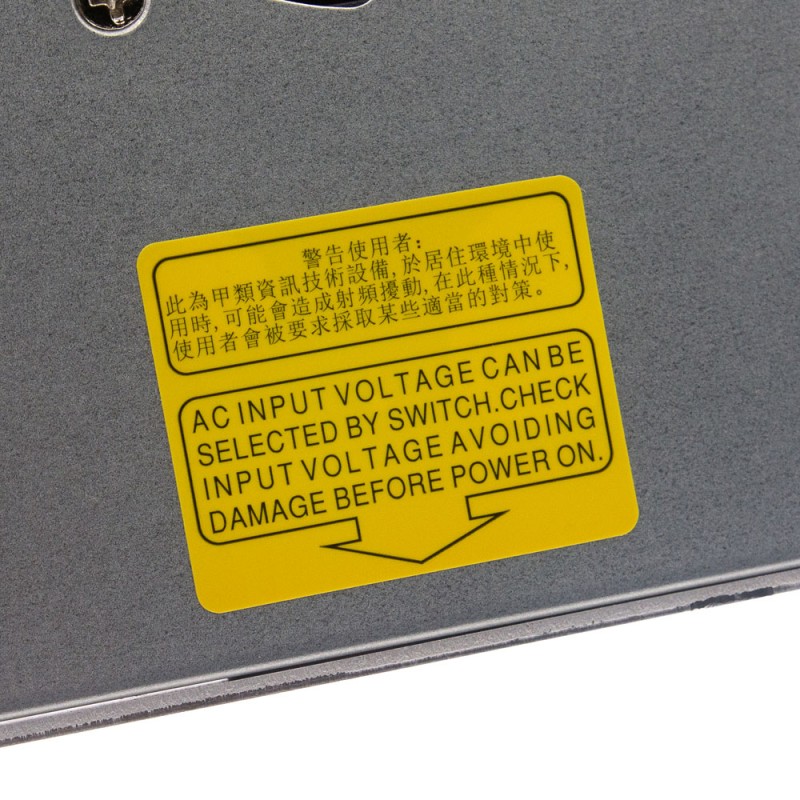 警告使用者:
此為甲類資訊技術設備,於居住環境中使
用時,可能會造成射頻擾動,在此種情況下,
使用者會被要求採取某些適當的對策。
AC INPUT VOLTAGE CAN BE
SELECTED BY SWITCH.CHECK
INPUT VOLTAGE AVOIDING
DAMAGE BEFORE POWER ON.